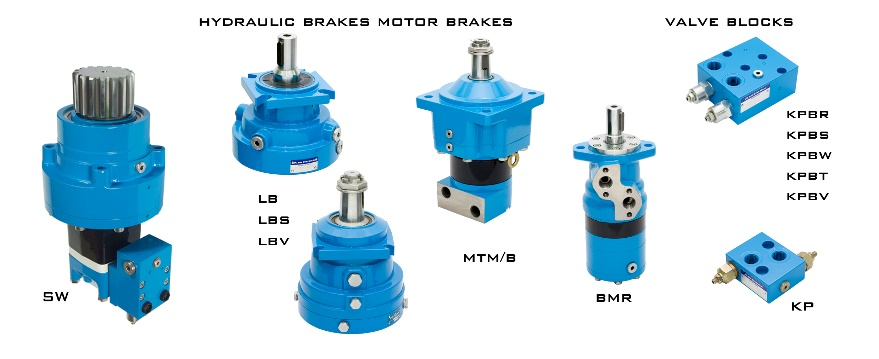 HYDRAULIC BRAKES MOTOR BRAKES
VALVE BLOCKS
KPBR
KPBS
KPBW
KPBT
KPBV
LB
LBS
LBV
MTM/B
SW
BMR
KP